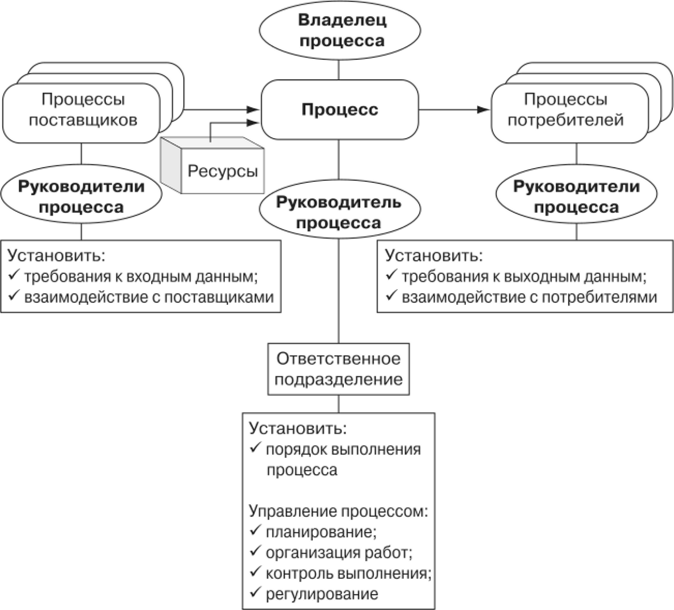 Владелец
процесса
Процессы
поставщиков
Процесс
Процессы
потребителей
Ресурсы
Руководители
процесса
Руководитель
процесса
Руководители
процесса
Установить:
✓ требования к входным данным;
✓ взаимодействие с поставщиками
Установить:
✓ требования к выходным данным;
✓ взаимодействие с потребителями
Ответственное
подразделение
Установить:
✓ порядок выполнения
процесса
Управление процессом:
✓ планирование;
✓ организация работ;
✓ контроль выполнения;
✓ регулирование